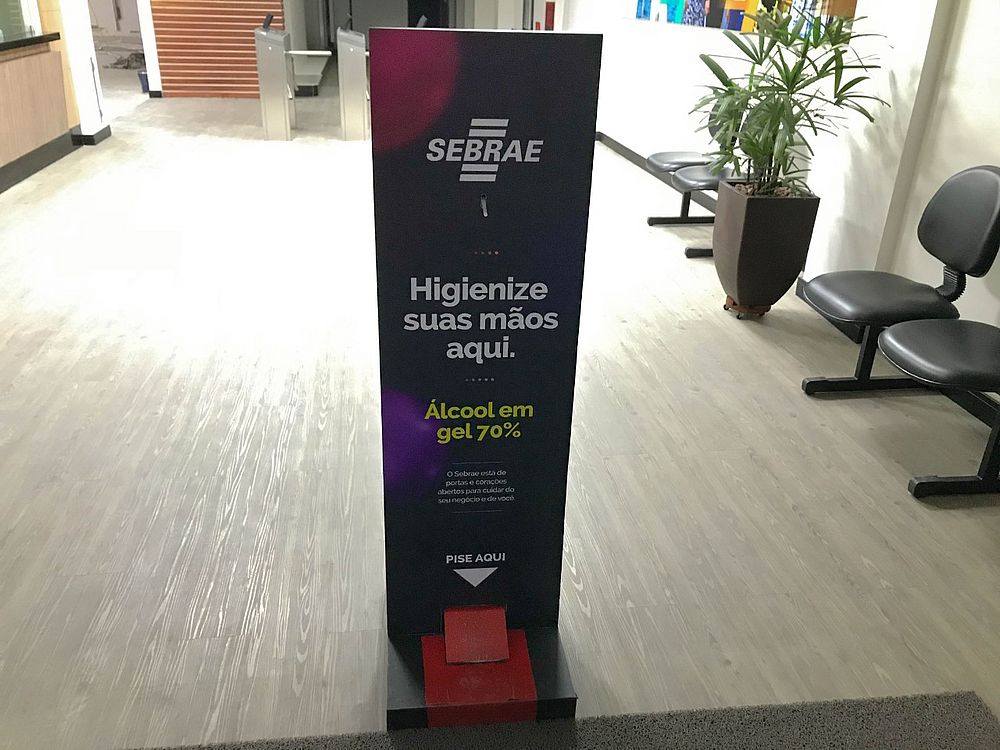 SEBRAE
Higienize
suas mãos
aqui.
Álcool em
gel 70%
O Sebrae está de
portas e corações
abertos para cuidar do
seu negócio e de você.
PISE AQUI